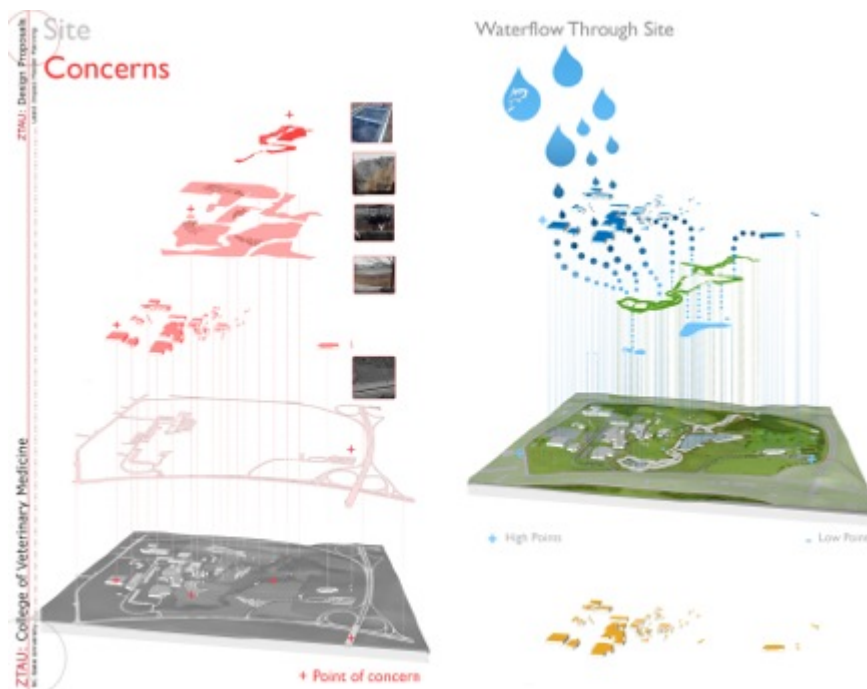 Site
Concerns
ZTAU: Design Proposals
ZTAU: College of Veterinary Medicine
+ Point of concern
Waterflow Through Site
+ High Points
- Low Point